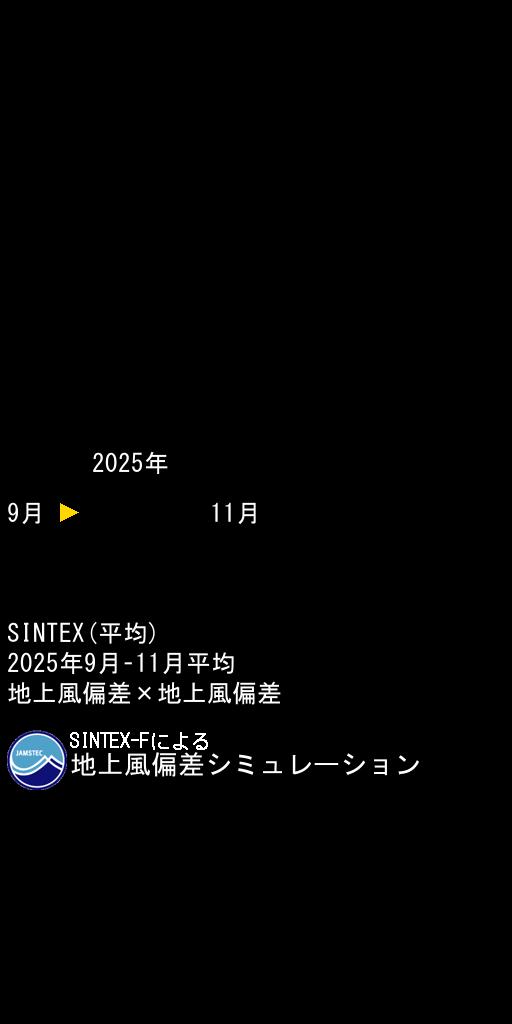 2025年
9月 ▶ 11月
SINTEX(平均)
2025年9月-11月平均
地上風偏差×地上風偏差
JAMSTEC
SINTEX-Fによる
地上風偏差シミュレーション